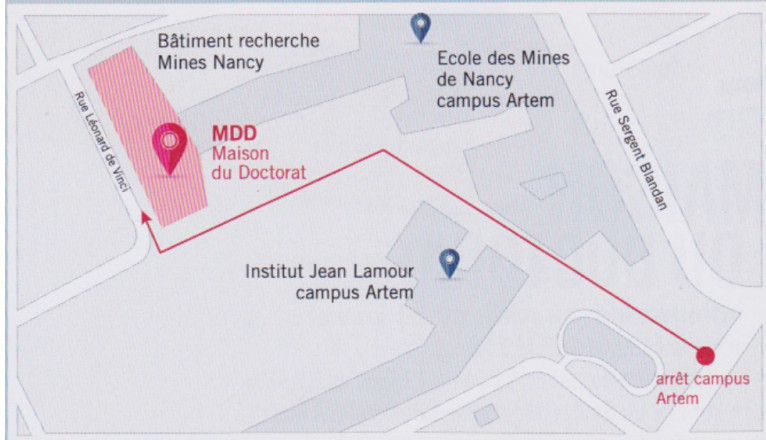 Bâtiment recherche
Mines Nancy
Ecole des Mines
de Nancy
campus Artem
Rue Léonard de Vinci
MDD
Maison
du Doctorat
Rue Sergent Blandan
Institut Jean Lamour
campus Artem
arrêt campus
Artem